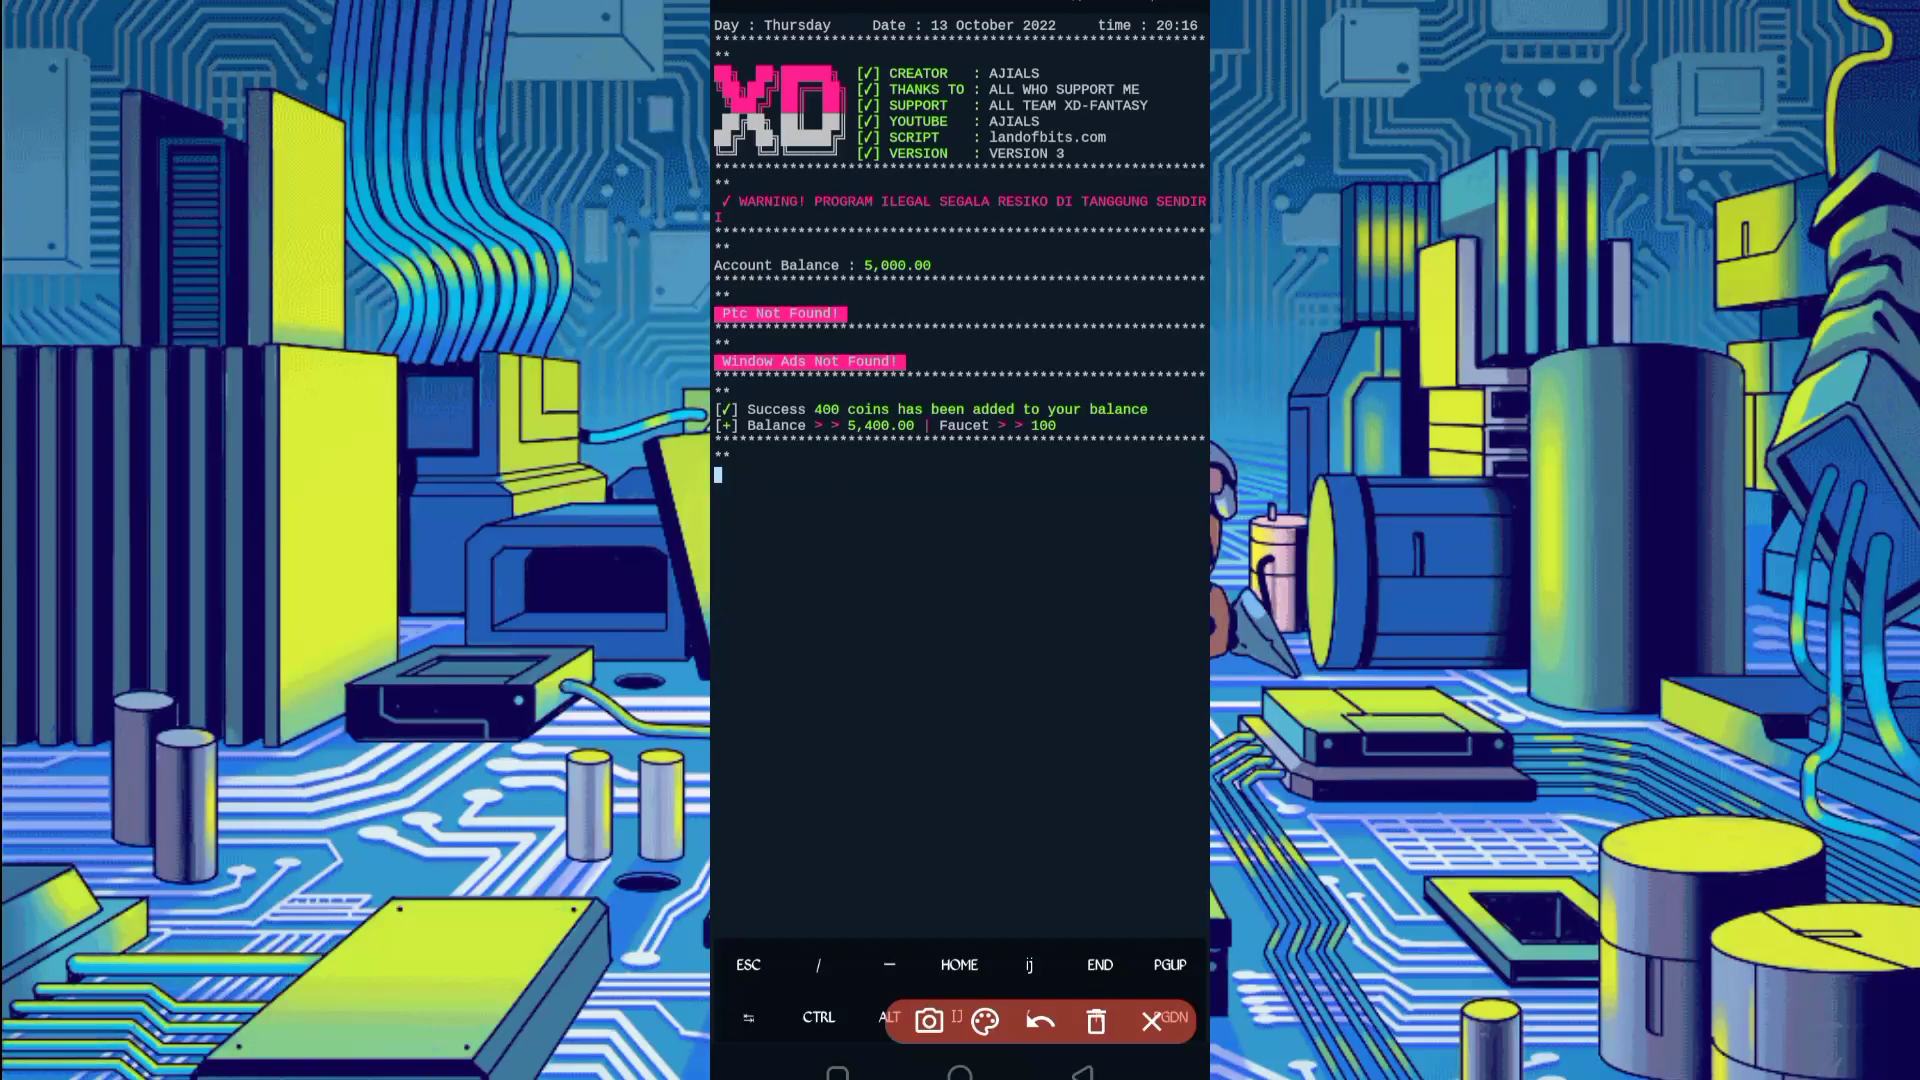 Day : Thursday     Date : 13 October 2022     time : 20:16
***********************************************************
**
XD
[✓] CREATOR   : AJIALS
[✓] THANKS TO : ALL WHO SUPPORT ME
[✓] SUPPORT   : ALL TEAM XD-FANTASY
[✓] YOUTUBE   : AJIALS
[✓] SCRIPT    : landofbits.com
[✓] VERSION   : VERSION 3
***********************************************************
**
✓ WARNING! PROGRAM ILEGAL SEGALA RESIKO DI TANGGUNG SENDIR
I
***********************************************************
**
Account Balance : 5,000.00
***********************************************************
**
Ptc Not Found!
***********************************************************
**
Window Ads Not Found!
***********************************************************
**
[✓] Success 400 coins has been added to your balance
[+] Balance > > 5,400.00 | Faucet > > 100
***********************************************************
**
ESC / — HOME ij END PGUP
CTRL ALT IJ PGDN